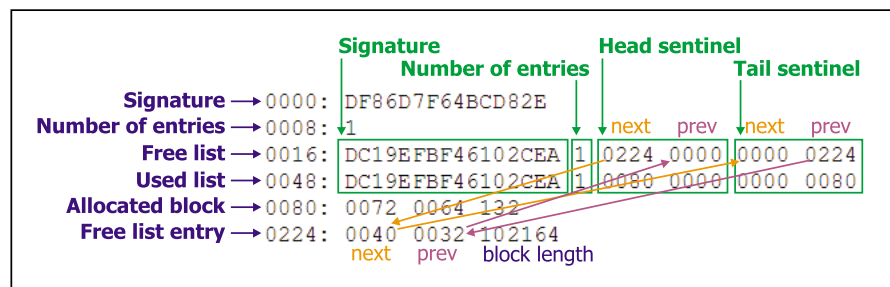 Signature Head sentinel
Number of entries Tail sentinel
Signature 0000: DF86D7F64BCD82E
Number of entries 0008: 1 next prev next prev
Free list 0016: DC19EFBF46102CEA 1 0224 0000 0000 0224
Used list 0048: DC19EFBF46102CEA 1 0080 0000 0000 0080
Allocated block 0080: 0072 0064 132
Free list entry 0224: 0040 0032 102164
next prev block length